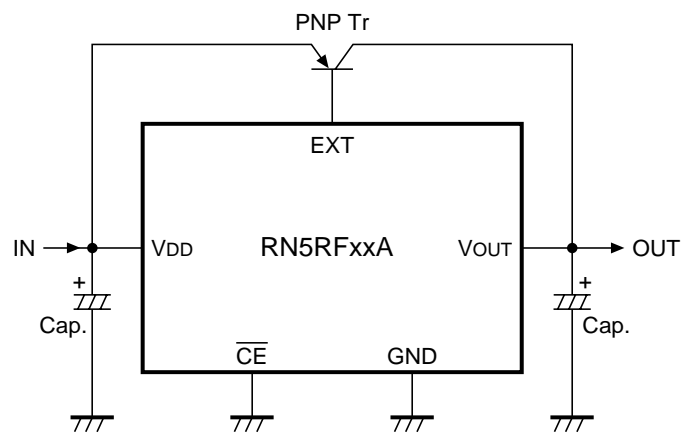 PNP Tr
EXT
IN
VDD
RN5RFxxA
VOUT
OUT
+
Cap.
+
Cap.
CE
GND